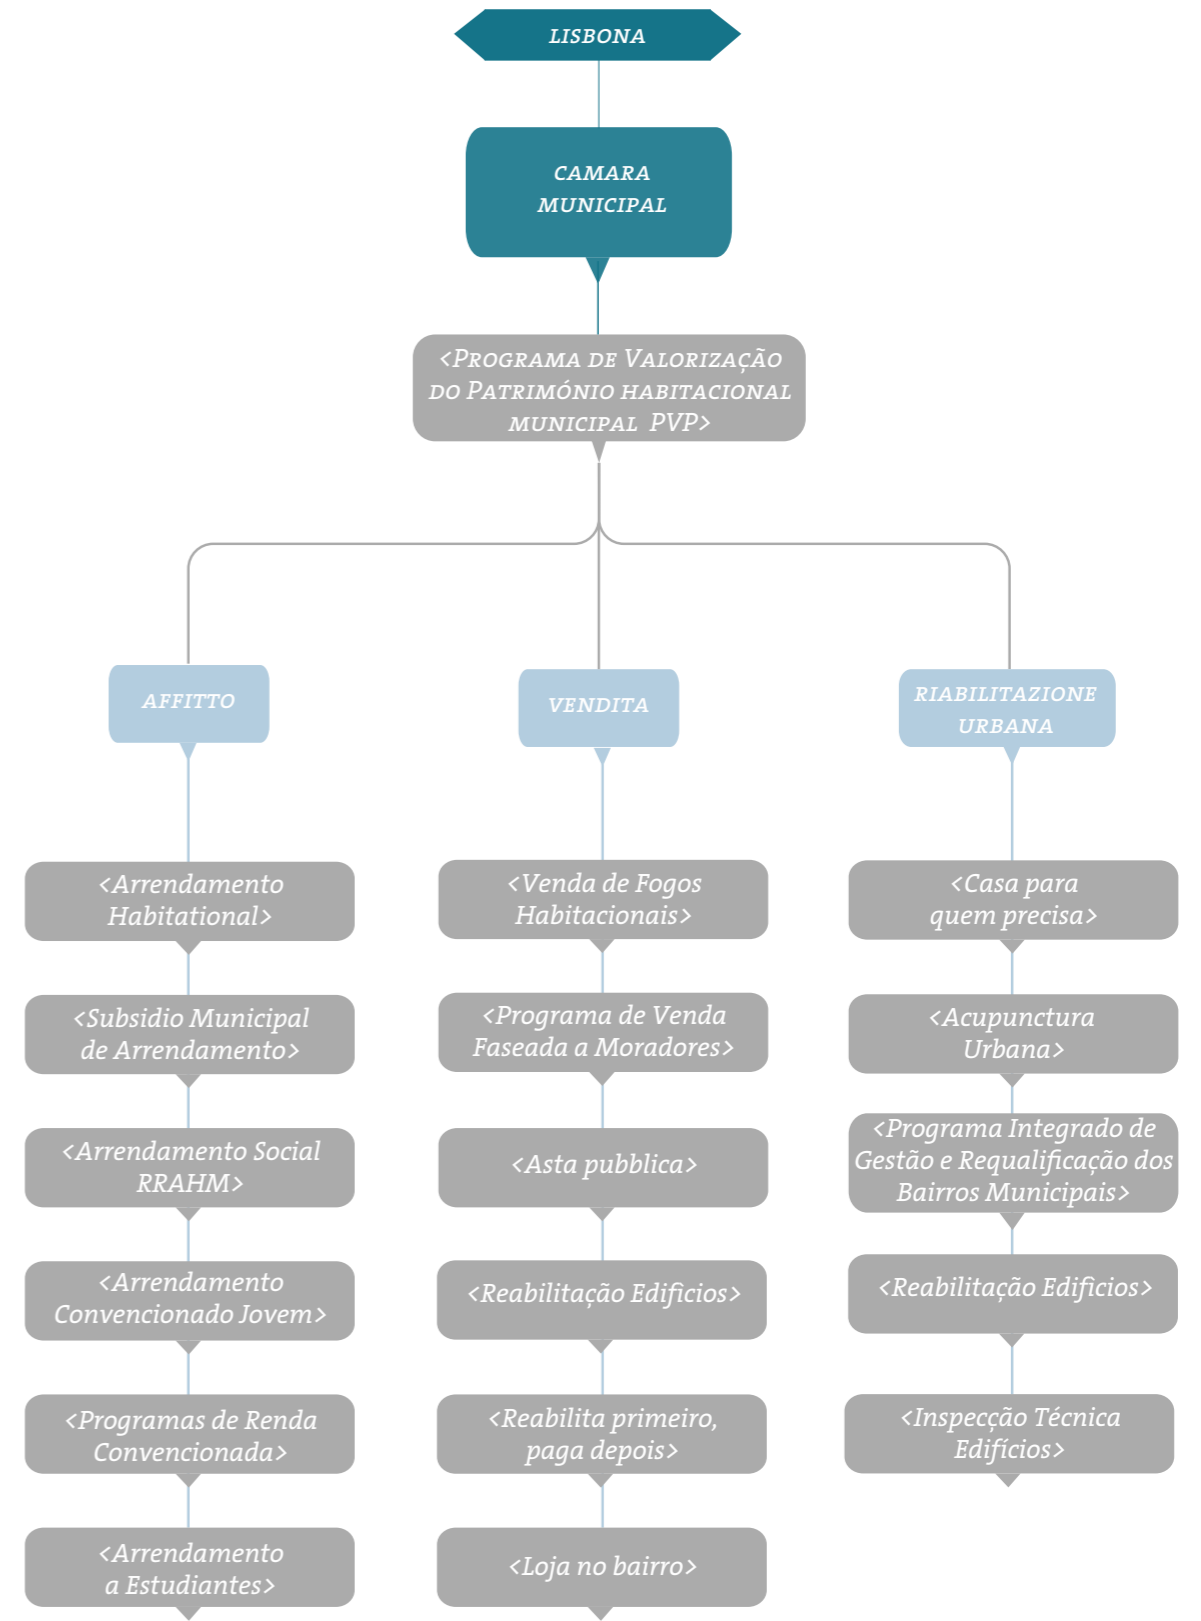 LISBONA
CAMARA
MUNICIPAL
<Programa de Valorização
do Património habitacional
municipal PVP>
AFFITTO
<Arrendamento
Habitational>
<Subsidio Municipal
de Arrendamento>
<Arrendamento Social
RRAHM>
<Arrendamento
Convencionado Jovem>
<Programas de Renda
Convencionada>
<Arrendamento
a Estudiantes>
VENDITA
<Venda de Fogos
Habitacionais>
<Programa de Venda
Faseada a Moradores>
<Asta pubblica>
<Reabilitação Edificios>
<Reabilita primeiro,
paga depois>
<Loja no bairro>
RIABILITAZIONE
URBANA
<Casa para
quem precisa>
<Acupunctura
Urbana>
<Programa Integrado de
Gestão e Requalificação dos
Bairros Municipais>
<Reabilitação Edificios>
<Inspecção Técnica
Edifícios>